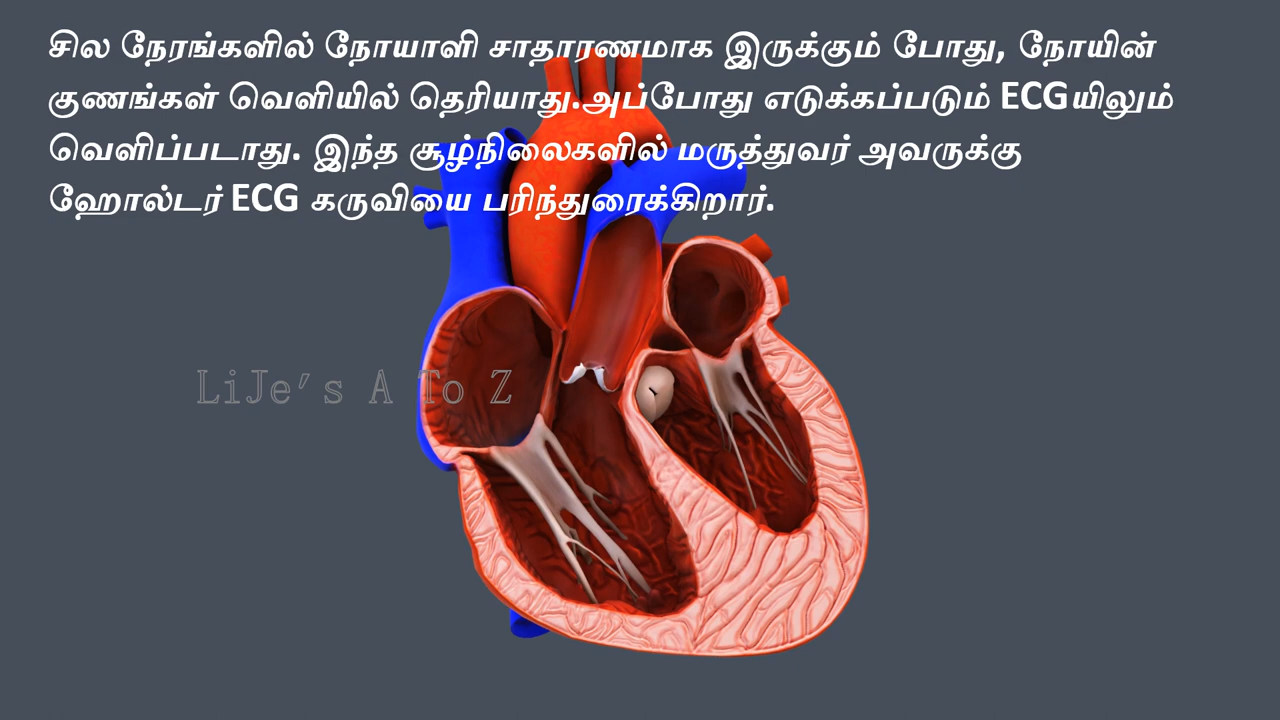 சில நேரங்களில் நோயாளி சாதாரணமாக இருக்கும் போது, நோயின்
குணங்கள் வெளியில் தெரியாது.அப்போது எடுக்கப்படும் ECGயிலும்
வெளிப்படாது. இந்த சூழ்நிலைகளில் மருத்துவர் அவருக்கு
ஹோல்டர் ECG கருவியை பரிந்துரைக்கிறார்.
LiJe's A To Z